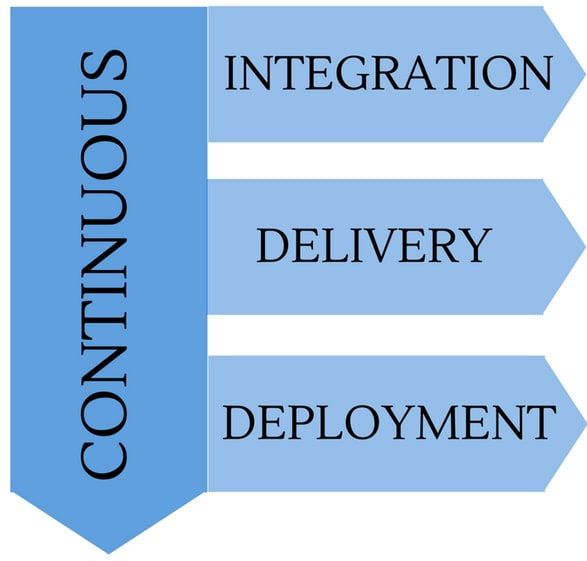 CONTINUOUS
INTEGRATION
DELIVERY
DEPLOYMENT